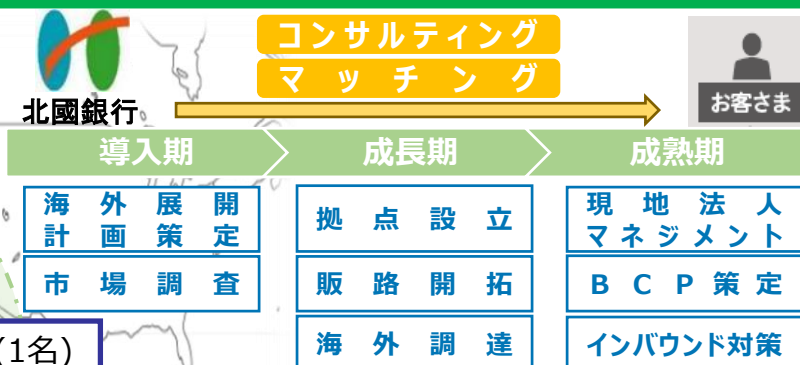 コンサルティング
マッチング
北國銀行
お客さま
導入期
成長期
成熟期
海外展開
計画策定
市場調査
拠点設立
販路開拓
海外調達
現地法人
マネジメント
BCP策定
インバウンド対策
(1名)